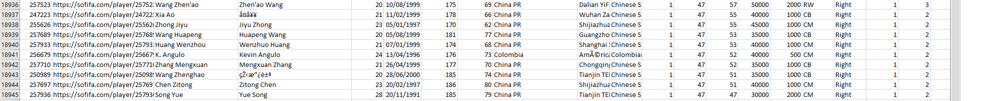 18936 257523 https://sofifa.com/player/25752 Wang Zhen'ao Zhen'ao Wang 20 10/08/1999 175 69 China PR Dalian YiF Chinese S 1 47 57 50000 2000 RW Right 1 3
18937 247223 https://sofifa.com/player/24722 Xia Ao å¤å¥¥ 21 11/02/1999 178 66 China PR Wuhan Za Chinese S 1 47 55 40000 1000 CB Right 1 2
18938 255626 https://sofifa.com/player/25562 Zhong Jiyu Jiyu Zhong 23 05/01/1997 170 62 China PR Shijiazhua Chinese S 1 47 55 45000 1000 CM Right 1 2
18939 257689 https://sofifa.com/player/25768 Wang Huapeng Huapeng Wang 20 05/08/1999 181 77 China PR Guangzho Chinese S 1 47 53 35000 1000 CB Right 1 2
18940 257933 https://sofifa.com/player/25793 Huang Wenzhou Wenzhuo Huang 21 07/01/1999 174 68 China PR Shanghai Chinese S 1 47 53 40000 1000 CM Right 1 2
18941 256679 https://sofifa.com/player/25667 K. Angulo Kevin Angulo 24 13/04/1996 176 73 Colombia AmÃ©rica Colombia 1 47 52 40000 500 CM Right 1 2
18942 257710 https://sofifa.com/player/25771 Zhang Mengxuan Mengxuan Zhang 21 26/04/1999 177 70 China PR Chongqin Chinese S 1 47 52 35000 1000 CB Right 1 2
18943 250989 https://sofifa.com/player/25098 Wang Zhenghao çŽ‹æ”¿è±ª 20 28/06/2000 185 74 China PR Tianjin TE Chinese S 1 47 51 35000 1000 CB Right 1 2
18944 257697 https://sofifa.com/player/25769 Chen Zitong Zitong Chen 23 20/02/1997 186 80 China PR Shijiazhua Chinese S 1 47 51 40000 1000 CM Right 1 2
18945 257936 https://sofifa.com/player/25793 Song Yue Yue Song 28 20/11/1991 185 79 China PR Tianjin TE Chinese S 1 47 47 30000 2000 CM Right 1 2